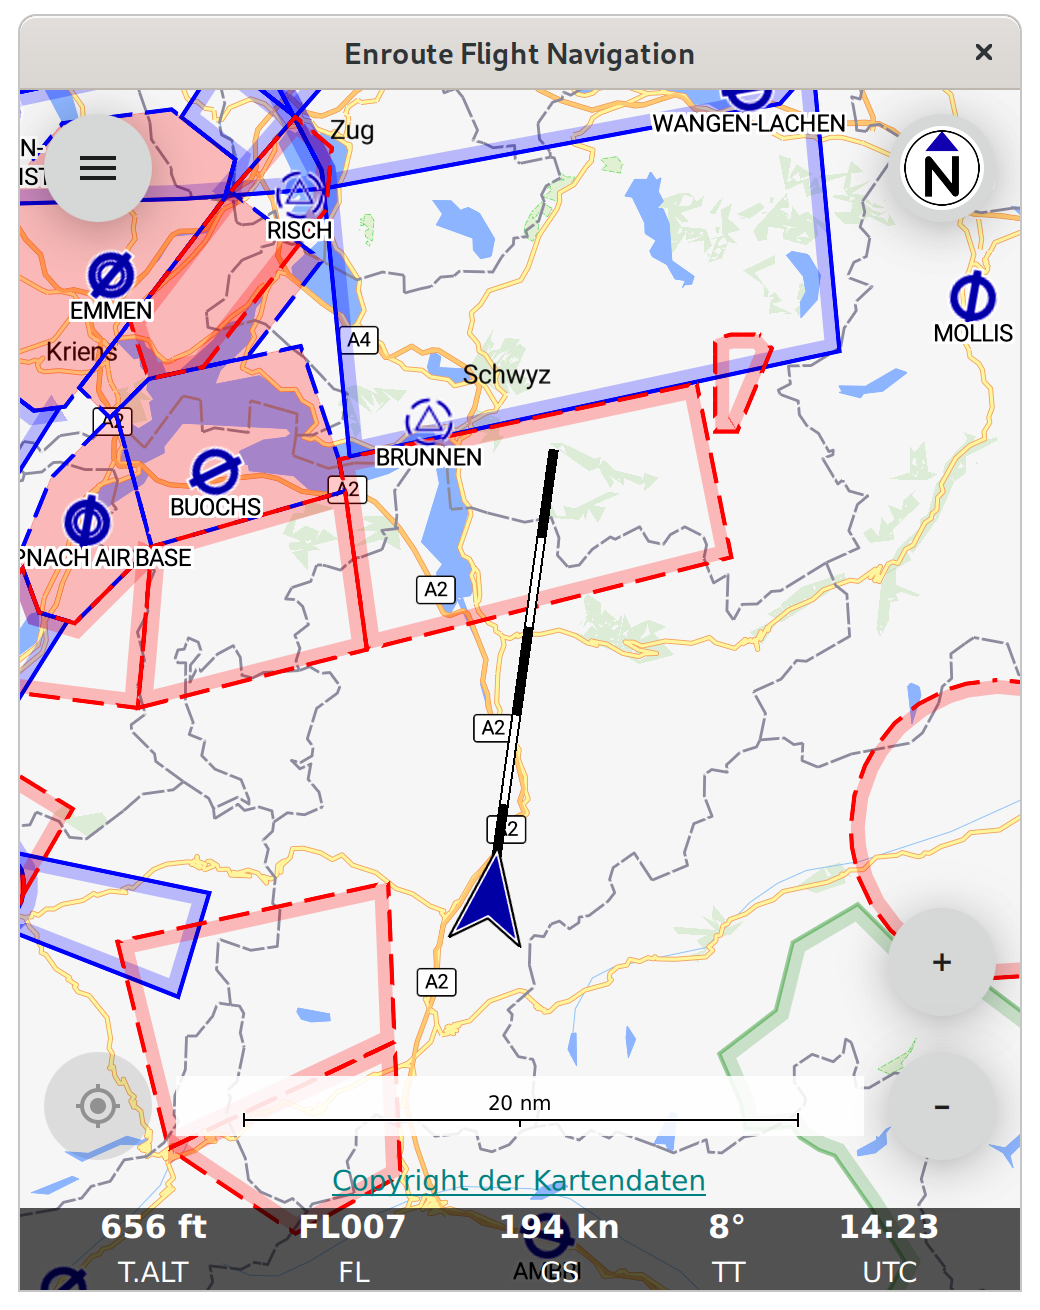 Enroute Flight Navigation
×
WANGEN-LACHEN
Zug
N-
IST
N
RISCH
EMMEN
MOLLIS
A4
Kriens
Schwyz
A2
BRUNNEN
BUOCHS
A2
PNACH AIR BASE
A2
A2
A2
+
A2
-
20 nm
Copyright der Kartendaten
656 ft FL007 194 kn 8° 14:23
T.ALT FL GS TT UTC
AMBRI